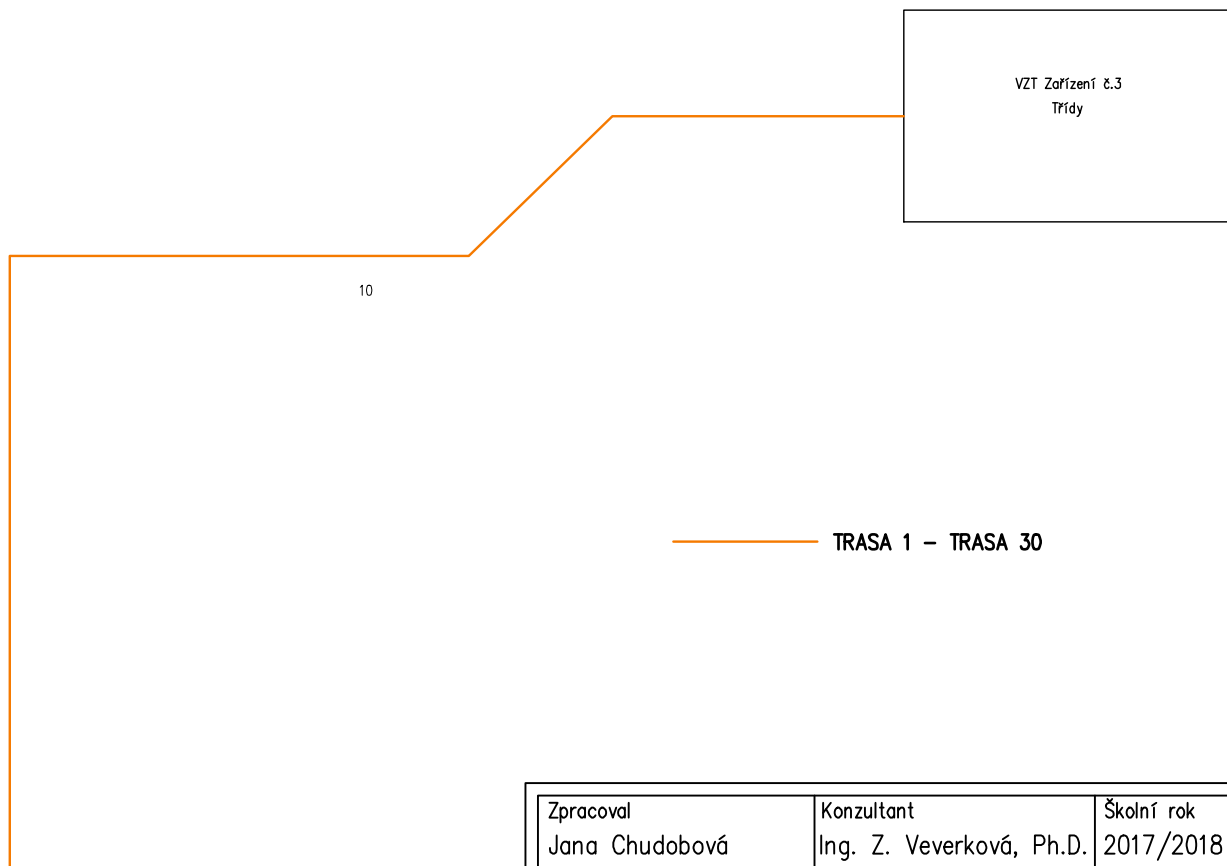 VZT Zařízení č.3
Třídy
10
TRASA 1 – TRASA 30
Zpracoval
Jana Chudobová
Konzultant
Ing. Z. Veverková, Ph.D.
Školní rok
2017/2018